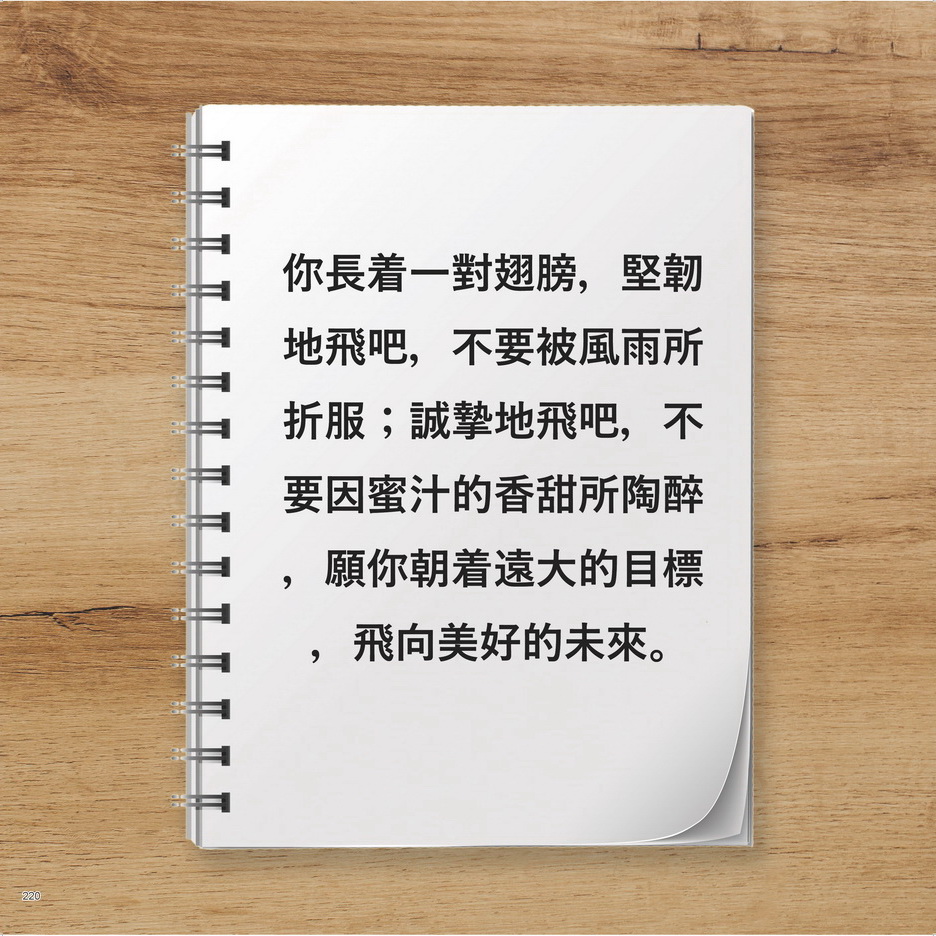 你長着一對翅膀，堅韌
地飛吧，不要被風雨所
折服；誠摯地飛吧，不
要因蜜汁的香甜所陶醉
，願你朝着遠大的目標
，飛向美好的未來。
220